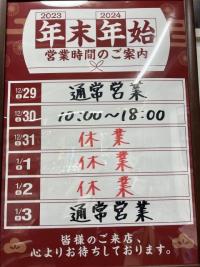 2023 2024
年末年始
営業時間のご案内
12/29 通常営業
12/30 10:00〜18:00
12/31 休業
1/1 休業
1/2 休業
1/3 通常営業
皆様のご来店、
心よりお待ちしております。